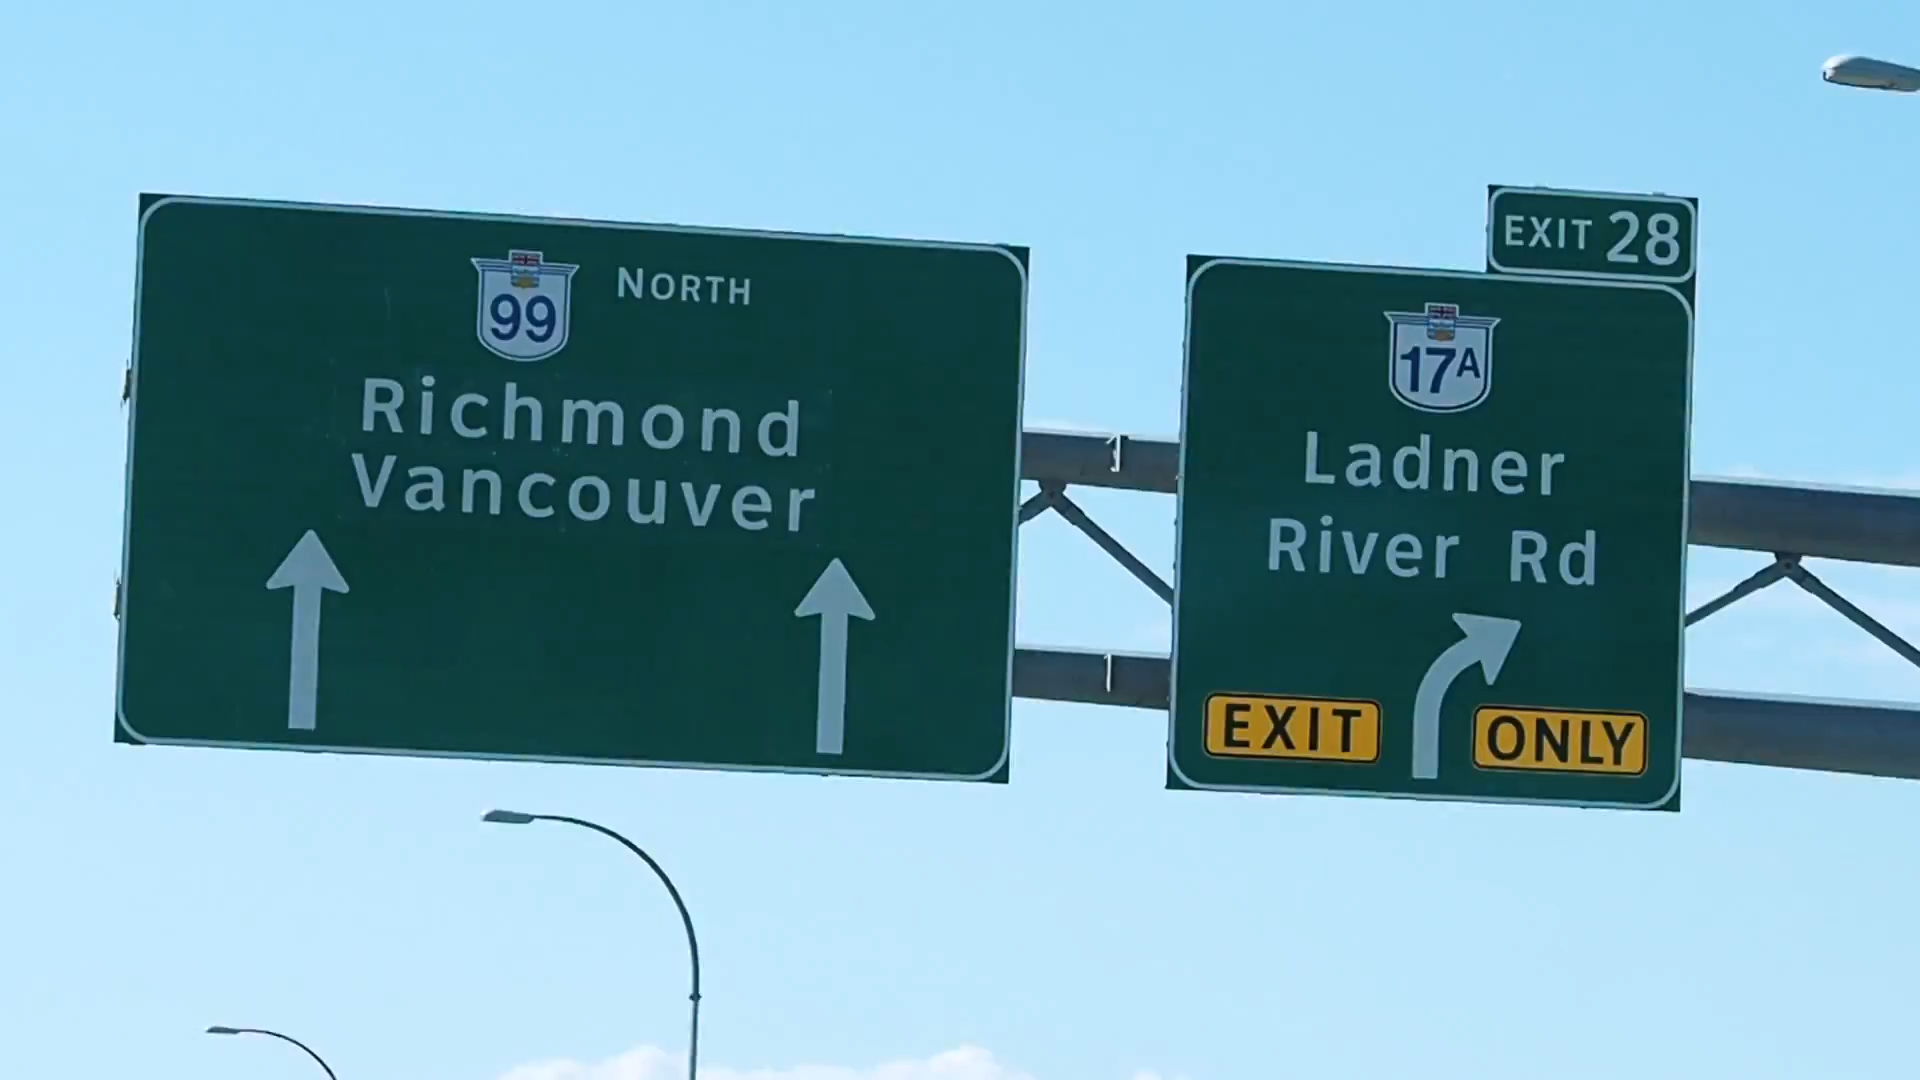 99 NORTH
Richmond
Vancouver
EXIT 28
17A
Ladner
River Rd
EXIT ONLY